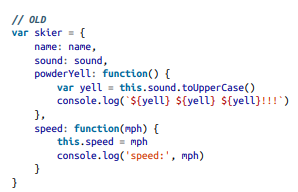 // OLD
var skier = {
    name: name,
    sound: sound,
    powderYell: function() {
        var yell = this.sound.toUpperCase()
        console.log(`${yell} ${yell} ${yell}!!!`)
    },
    speed: function(mph) {
        this.speed = mph
        console.log('speed:', mph)
    }
}